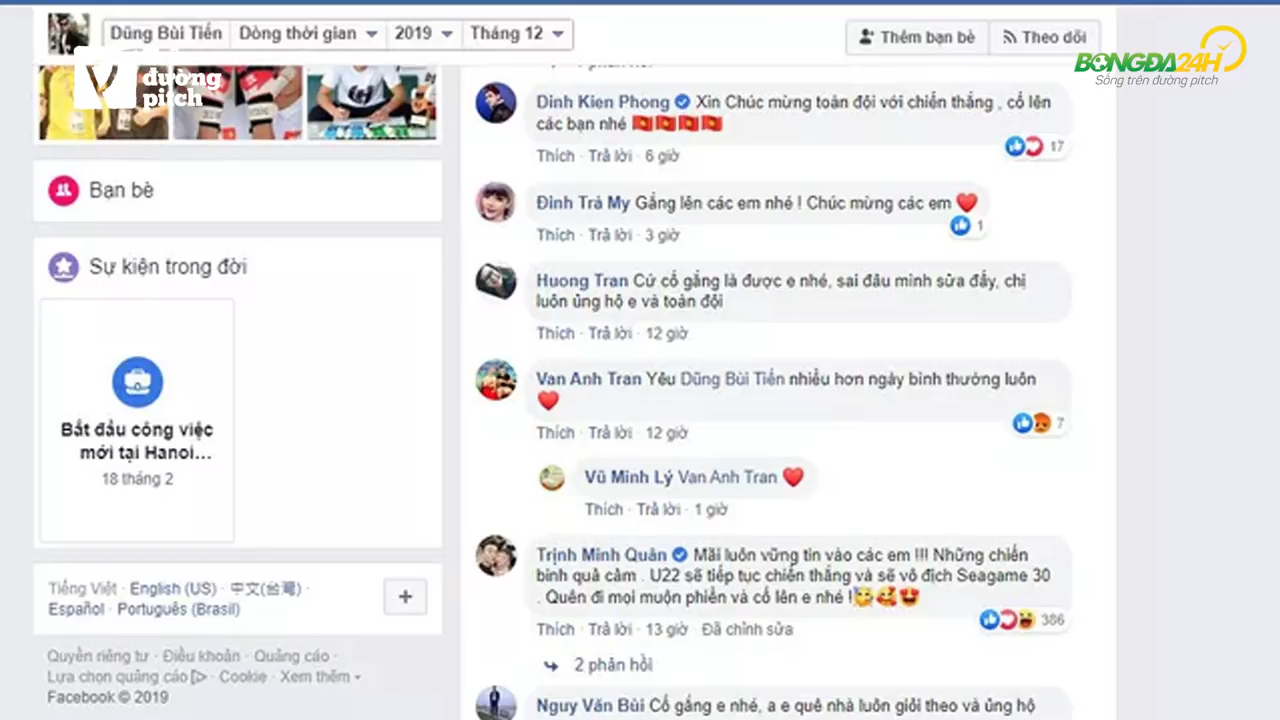 Dũng Bùi Tiến
Dòng thời gian
2019
Tháng 12
Thêm bạn bè
Theo dõi
BONGDA24H
Sống trên đường pitch
đường
pitch
Dinh Kien Phong Xin Chúc mừng toàn đội với chiến thắng , cố lên
các bạn nhé 🇻🇳🇻🇳🇻🇳🇻🇳
17
Thích · Trả lời · 6 giờ
Đinh Trà My Gắng lên các em nhé ! Chúc mừng các em ❤️
1
Thích · Trả lời · 3 giờ
Huong Tran Cứ cố gắng là được e nhé, sai đâu mình sửa đấy, chị
luôn ủng hộ e và toàn đội
Thích · Trả lời · 12 giờ
Van Anh Tran Yêu Dũng Bùi Tiến nhiều hơn ngày bình thường luôn
❤️
7
Thích · Trả lời · 12 giờ
Vũ Minh Lý Van Anh Tran ❤️
Thích · Trả lời · 1 giờ
Trịnh Minh Quân Mãi luôn vững tin vào các em !!! Những chiến
binh quả cảm . U22 sẽ tiếp tục chiến thắng và sẽ vô địch Seagame 30
. Quên đi mọi muộn phiền và cố lên e nhé !🥳🥰😍
386
Thích · Trả lời · 13 giờ · Đã chỉnh sửa
2 phản hồi
Nguy Văn Bùi Cố gắng e nhé, a e quê nhà luôn giỏi theo và ủng hộ
Bạn bè
Sự kiện trong đời
Bắt đầu công việc
mới tại Hanoi...
18 tháng 2
Tiếng Việt · English (US) · 中文(台灣) ·
Español · Português (Brasil)
+
Quyền riêng tư · Điều khoản · Quảng cáo ·
Lựa chọn quảng cáo · Cookie · Xem thêm
Facebook © 2019